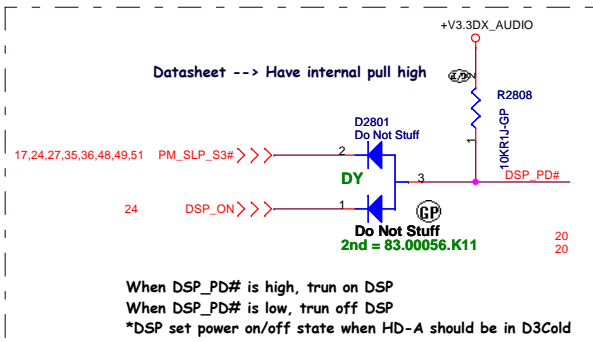 +V3.3DX_AUDIO
Datasheet --> Have internal pull high
2
R2808
10KR1J-GP
1
D2801
Do Not Stuff
17,24,27,35,36,48,49,51 PM_SLP_S3# 2
DY
3 DSP_PD#
24 DSP_ON 1
GP
Do Not Stuff
2nd = 83.00056.K11
20
20
When DSP_PD# is high, trun on DSP
When DSP_PD# is low, trun off DSP
*DSP set power on/off state when HD-A should be in D3Cold